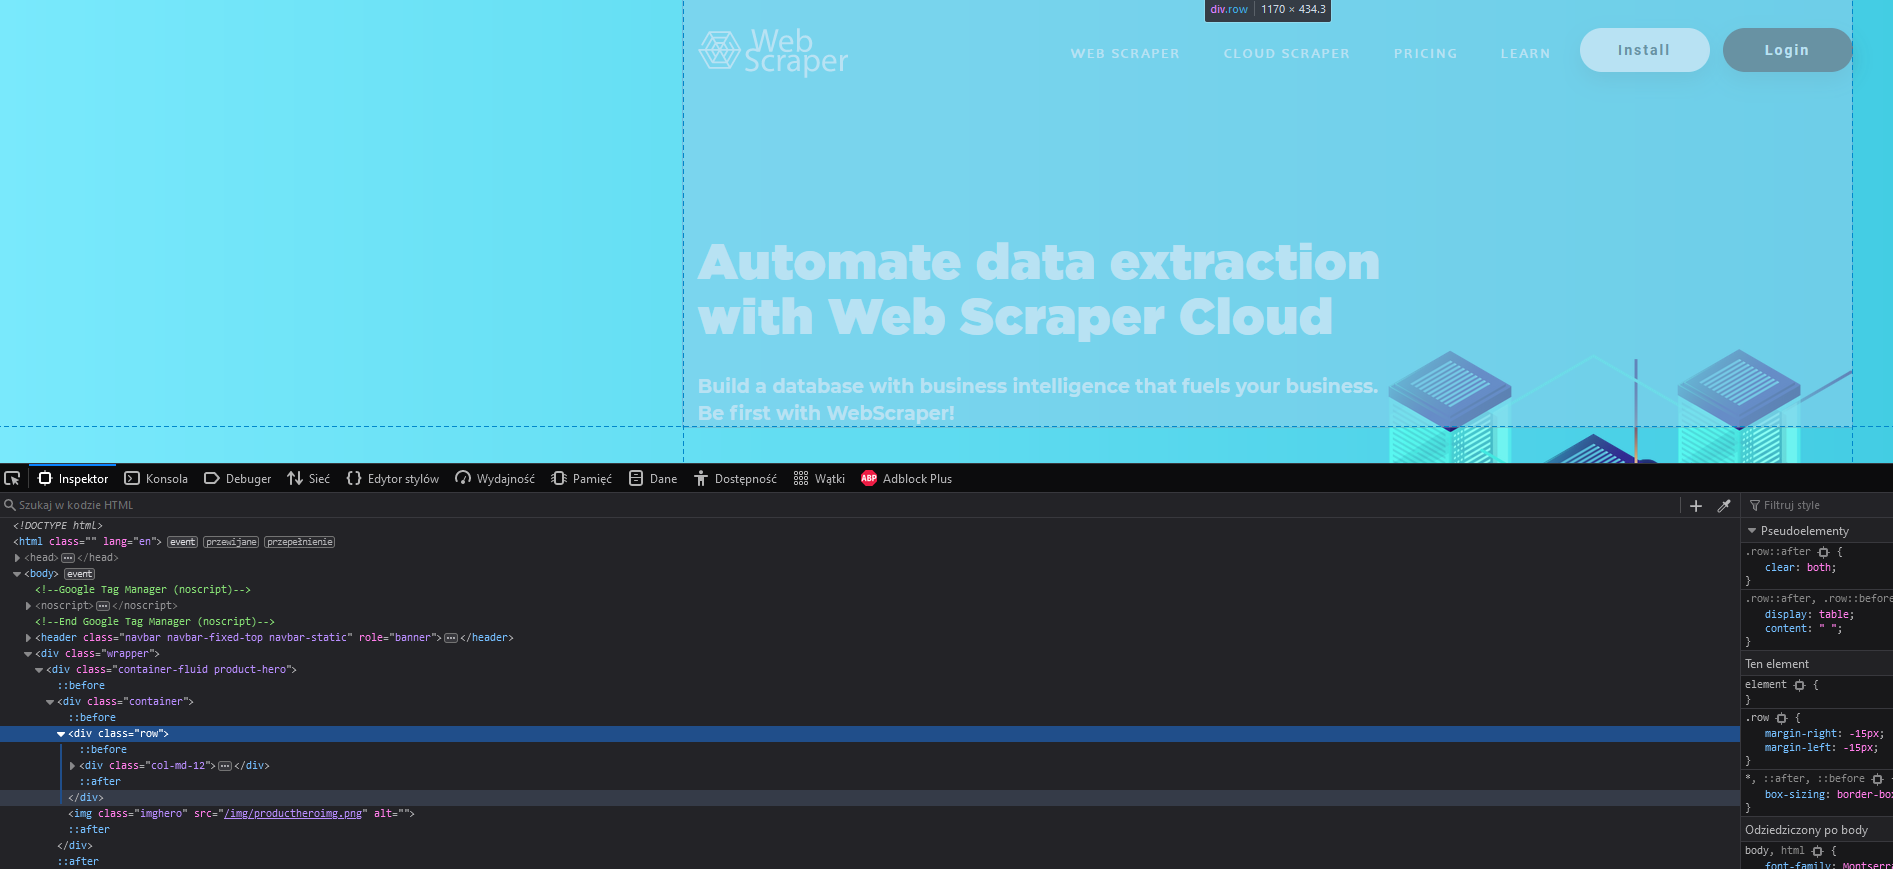 div.row 1170 × 434.3
Web Scraper
WEB SCRAPER CLOUD SCRAPER PRICING LEARN Install Login
Automate data extraction
with Web Scraper Cloud
Build a database with business intelligence that fuels your business.
Be first with WebScraper!
Inspektor Konsola Debuger Sieć Edytor stylów Wydajność Pamięć Dane Dostępność Wątki ABP Adblock Plus
Szukaj w kodzie HTML
<!DOCTYPE html>
<html class="" lang="en"> event przewijane przepełnienie
<head> ••• </head>
<body> event
<!--Google Tag Manager (noscript)-->
<noscript> ••• </noscript>
<!--End Google Tag Manager (noscript)-->
<header class="navbar navbar-fixed-top navbar-static" role="banner"> ••• </header>
<div class="wrapper">
<div class="container-fluid product-hero">
::before
<div class="container">
::before
<div class="row">
::before
<div class="col-md-12"> ••• </div>
::after
</div>
<img class="imghero" src="/img/productheroimg.png" alt="">
::after
</div>
::after
Filtruj style
Pseudoelementy
.row::after {
clear: both;
}
.row::after, .row::before
display: table;
content: " ";
}
Ten element
element {
}
.row {
margin-right: -15px;
margin-left: -15px;
}
*, ::after, ::before {
box-sizing: border-bo
}
Odziedziczony po body
body, html {
font-family: Montserra